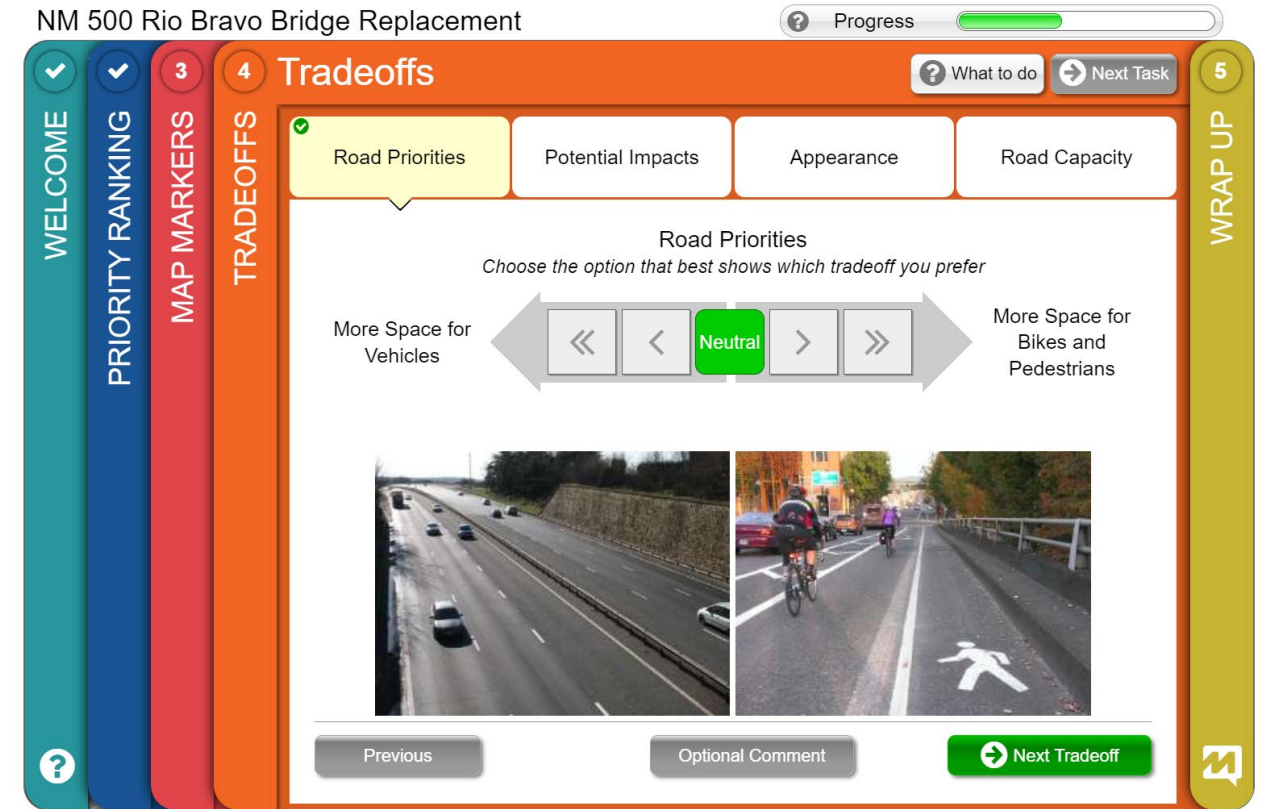 NM 500 Rio Bravo Bridge Replacement
? Progress
WELCOME
?
PRIORITY RANKING
3
MAP MARKERS
4
TRADEOFFS
Tradeoffs
? What to do
Next Task
Road Priorities
Potential Impacts
Appearance
Road Capacity
Road Priorities
Choose the option that best shows which tradeoff you prefer
More Space for
Vehicles
Neutral
More Space for
Bikes and
Pedestrians
Previous
Optional Comment
Next Tradeoff
5
WRAP UP